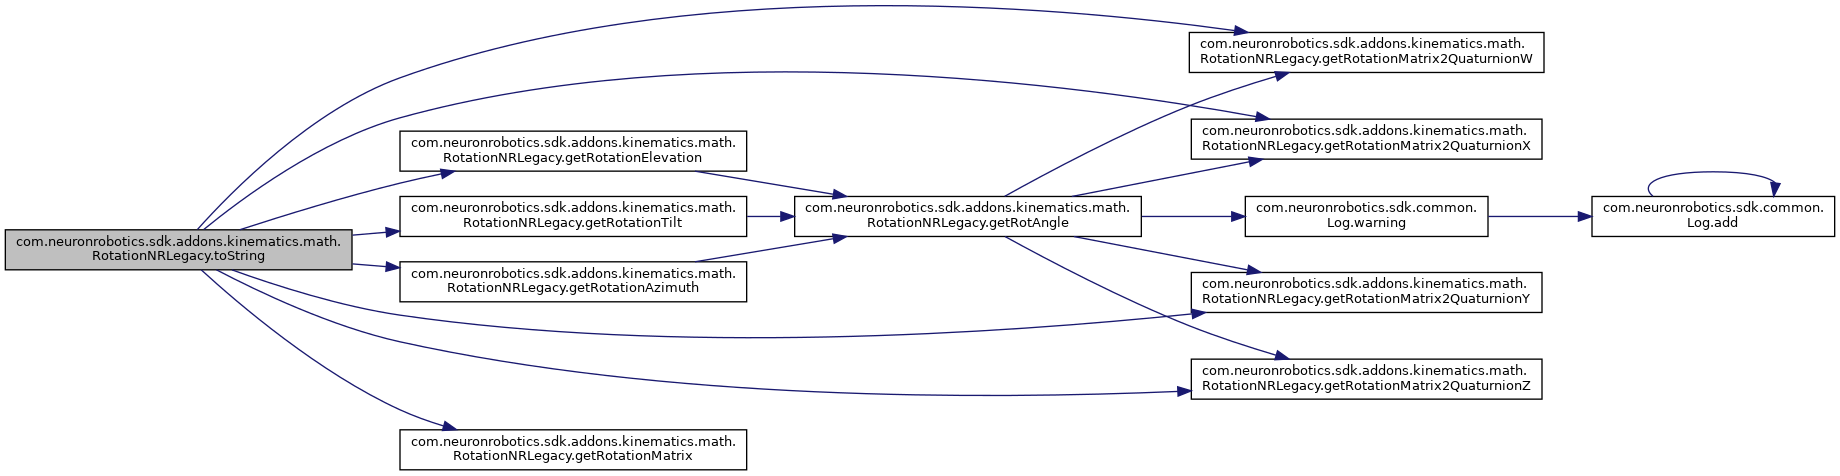 com.neuronrobotics.sdk.addons.kinematics.math.
RotationNRLegacy.toString
com.neuronrobotics.sdk.addons.kinematics.math.
RotationNRLegacy.getRotationElevation
com.neuronrobotics.sdk.addons.kinematics.math.
RotationNRLegacy.getRotationTilt
com.neuronrobotics.sdk.addons.kinematics.math.
RotationNRLegacy.getRotationAzimuth
com.neuronrobotics.sdk.addons.kinematics.math.
RotationNRLegacy.getRotationMatrix
com.neuronrobotics.sdk.addons.kinematics.math.
RotationNRLegacy.getRotAngle
com.neuronrobotics.sdk.addons.kinematics.math.
RotationNRLegacy.getRotationMatrix2QuaturnionW
com.neuronrobotics.sdk.addons.kinematics.math.
RotationNRLegacy.getRotationMatrix2QuaturnionX
com.neuronrobotics.sdk.common.
Log.warning
com.neuronrobotics.sdk.addons.kinematics.math.
RotationNRLegacy.getRotationMatrix2QuaturnionY
com.neuronrobotics.sdk.addons.kinematics.math.
RotationNRLegacy.getRotationMatrix2QuaturnionZ
com.neuronrobotics.sdk.common.
Log.add